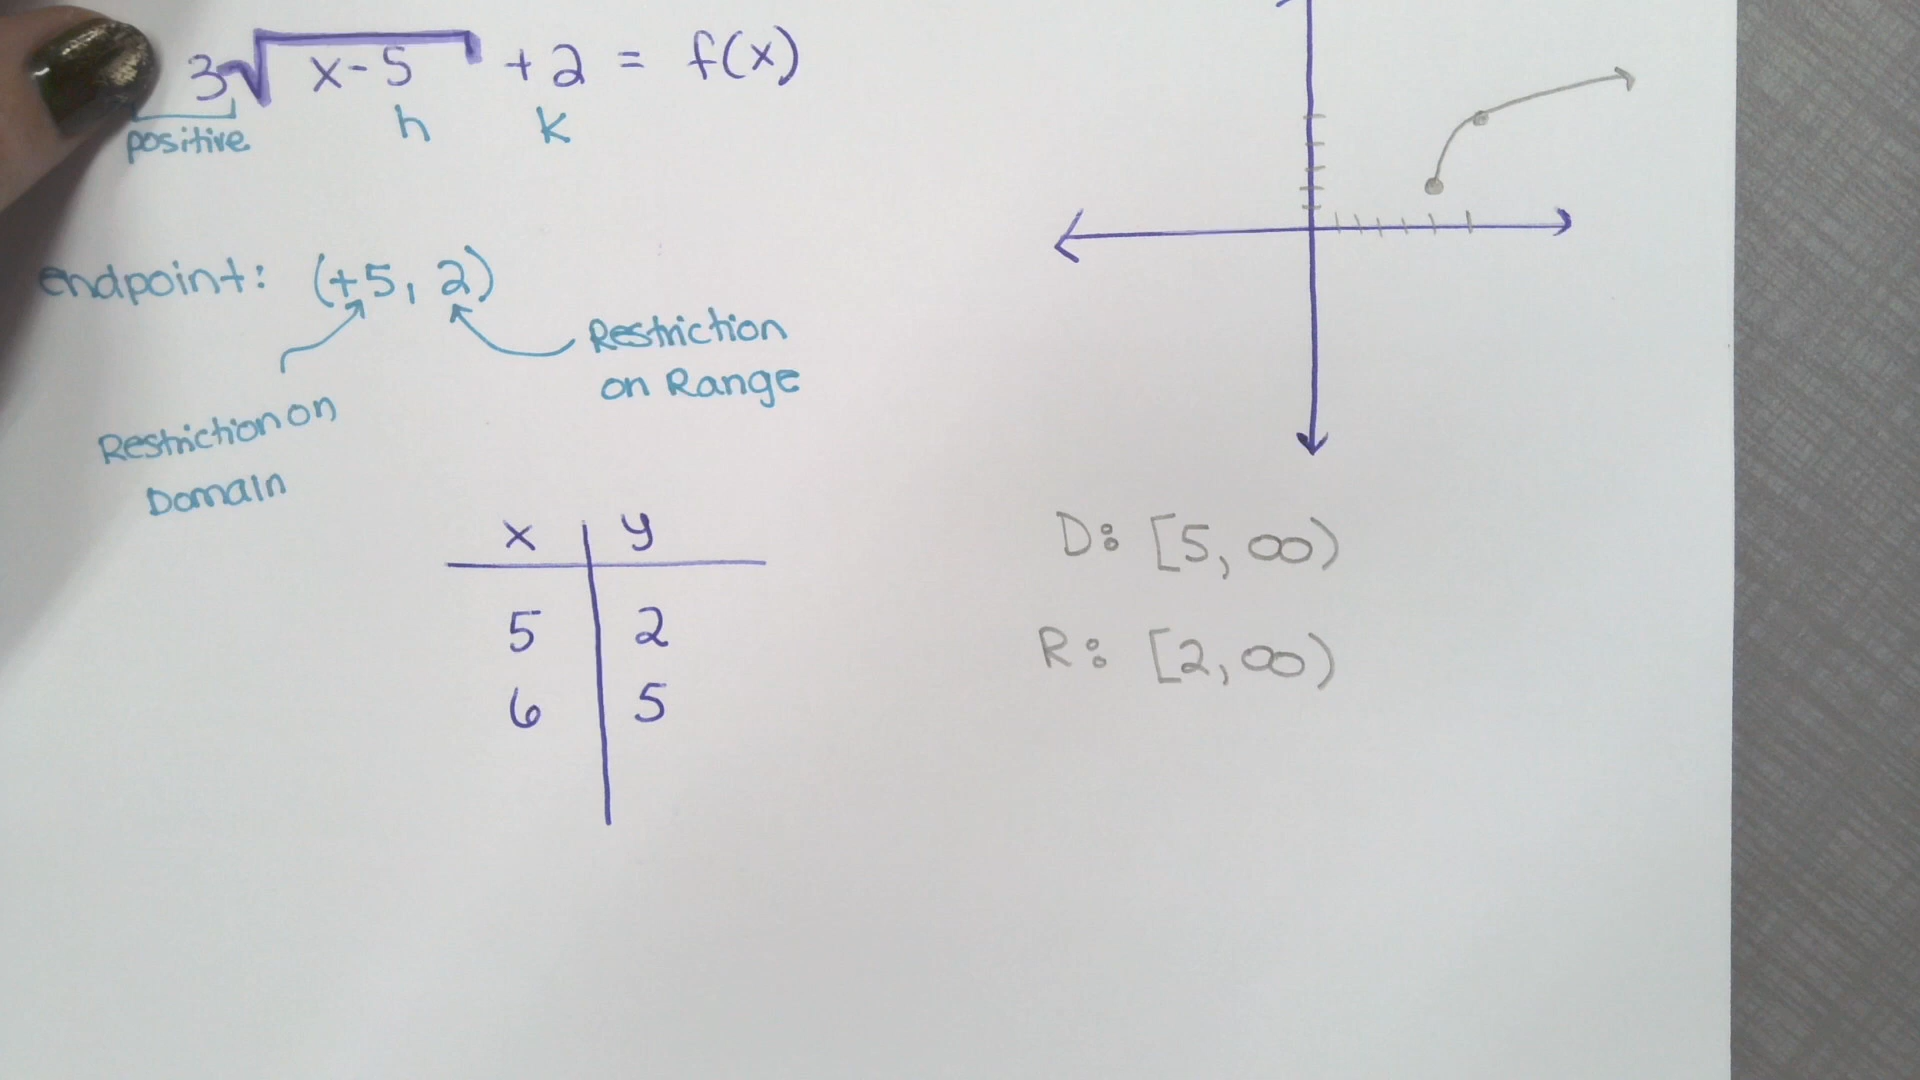 3√x-5 +2 = f(x)
positive h k
endpoint: (+5, 2)
Restriction
on Range
Restriction on
Domain
x y
5 2
6 5
D: [5, ∞)
R: [2, ∞)